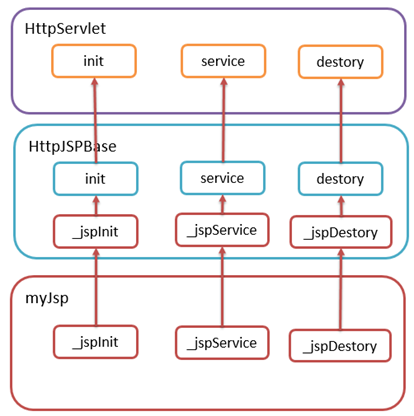 HttpServlet
init service destory
HttpJSPBase
init service destory
_jspInit _jspService _jspDestory
myJsp
_jspInit _jspService _jspDestory